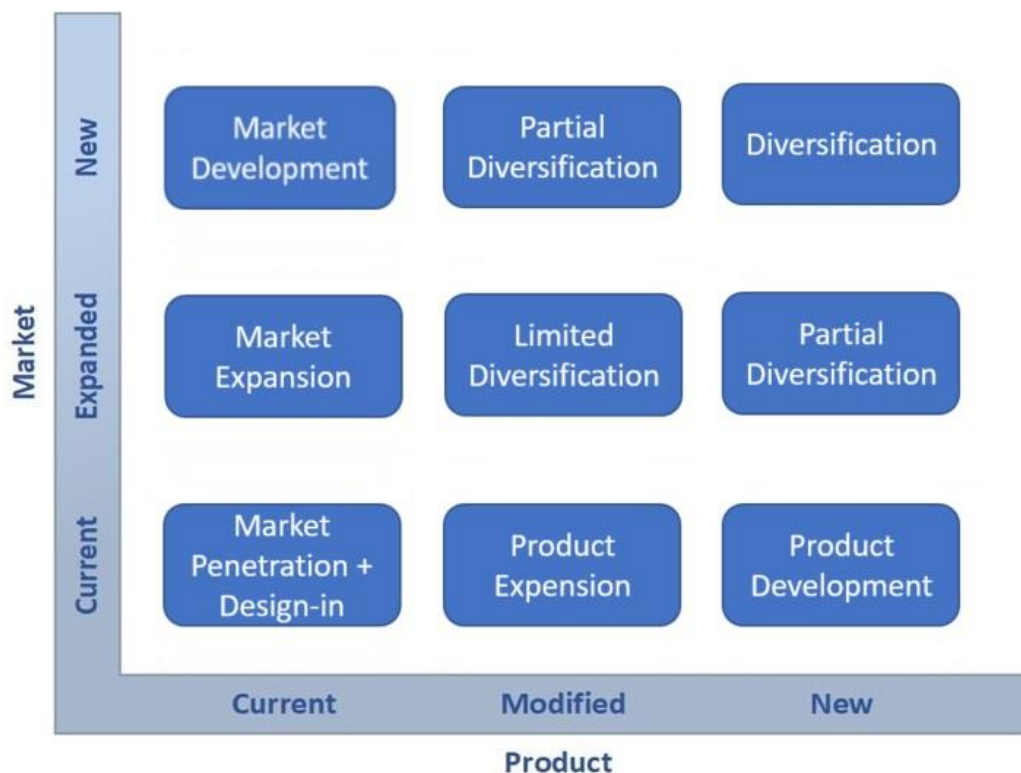 New
Market
Development
Partial
Diversification
Diversification
Market
Expanded
Market
Expansion
Limited
Diversification
Partial
Diversification
Current
Market
Penetration +
Design-in
Product
Expension
Product
Development
Current
Modified
New
Product